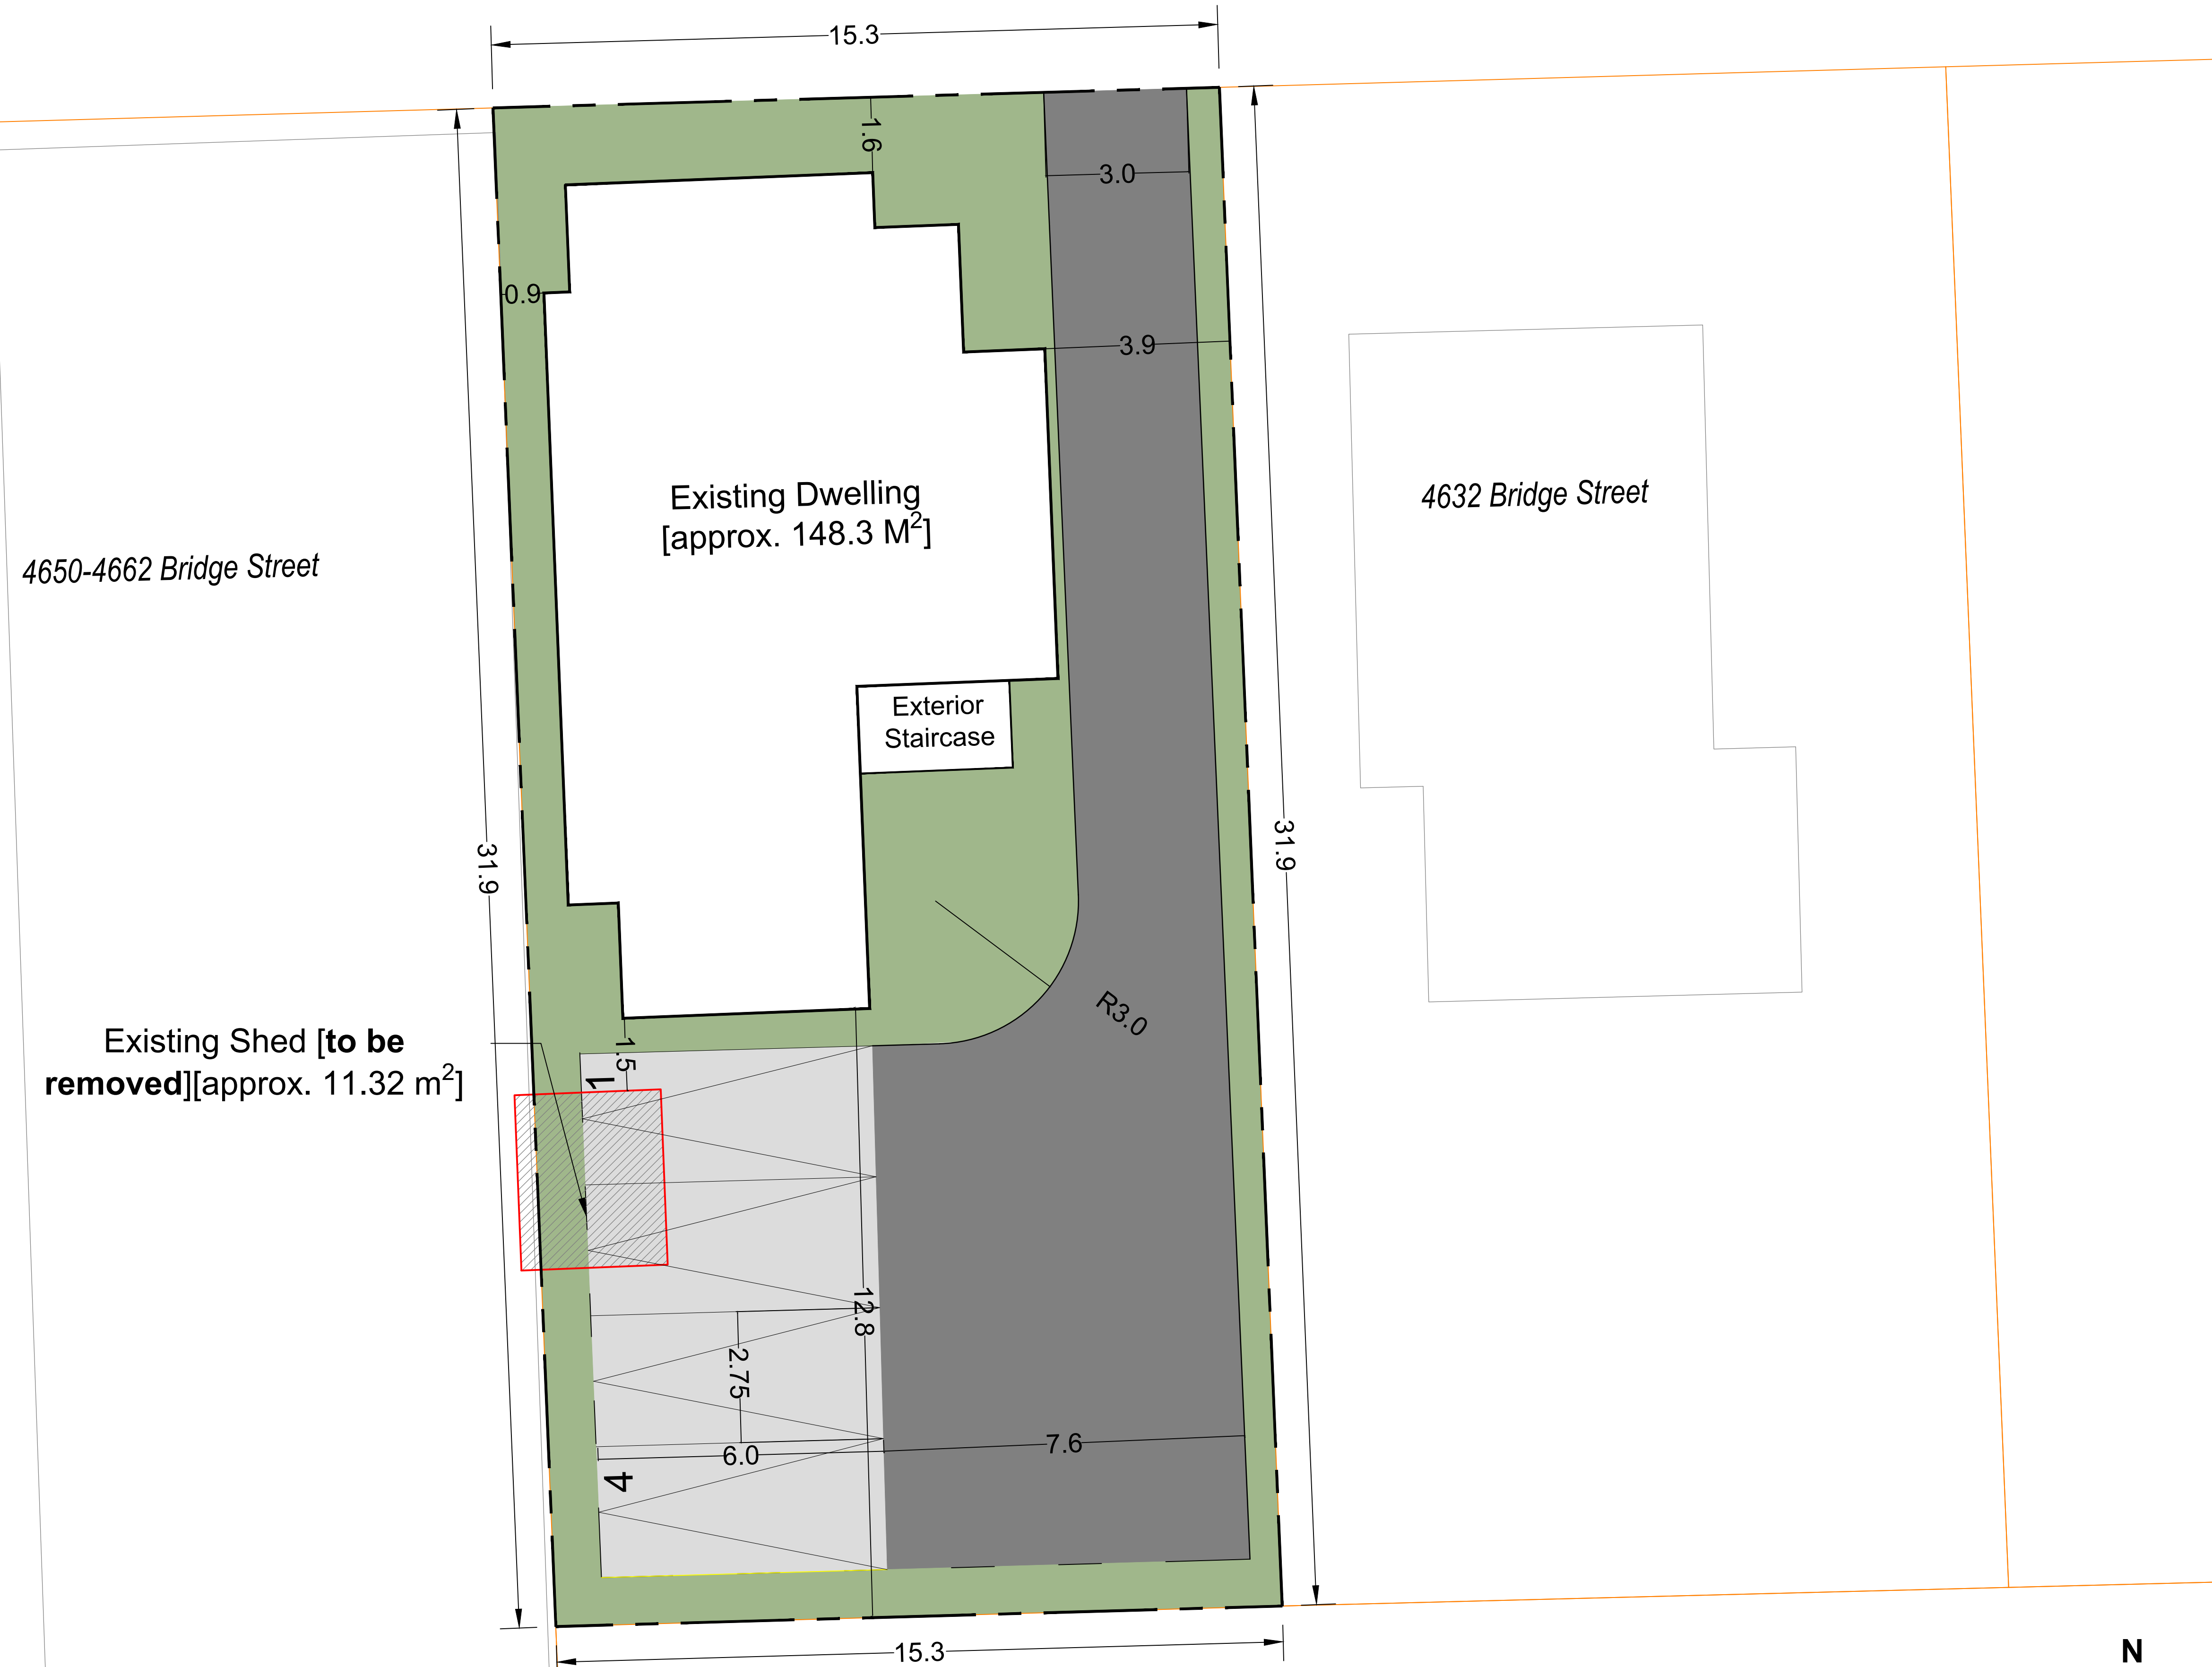 15.3
1.6
3.0
0.9
3.9
Existing Dwelling
[approx. 148.3 M²]
4632 Bridge Street
4650-4662 Bridge Street
Exterior
Staircase
31.9
31.9
R3.0
Existing Shed [to be
removed][approx. 11.32 m²]
1.5
1
12.8
2.75
6.0
7.6
4
15.3
N